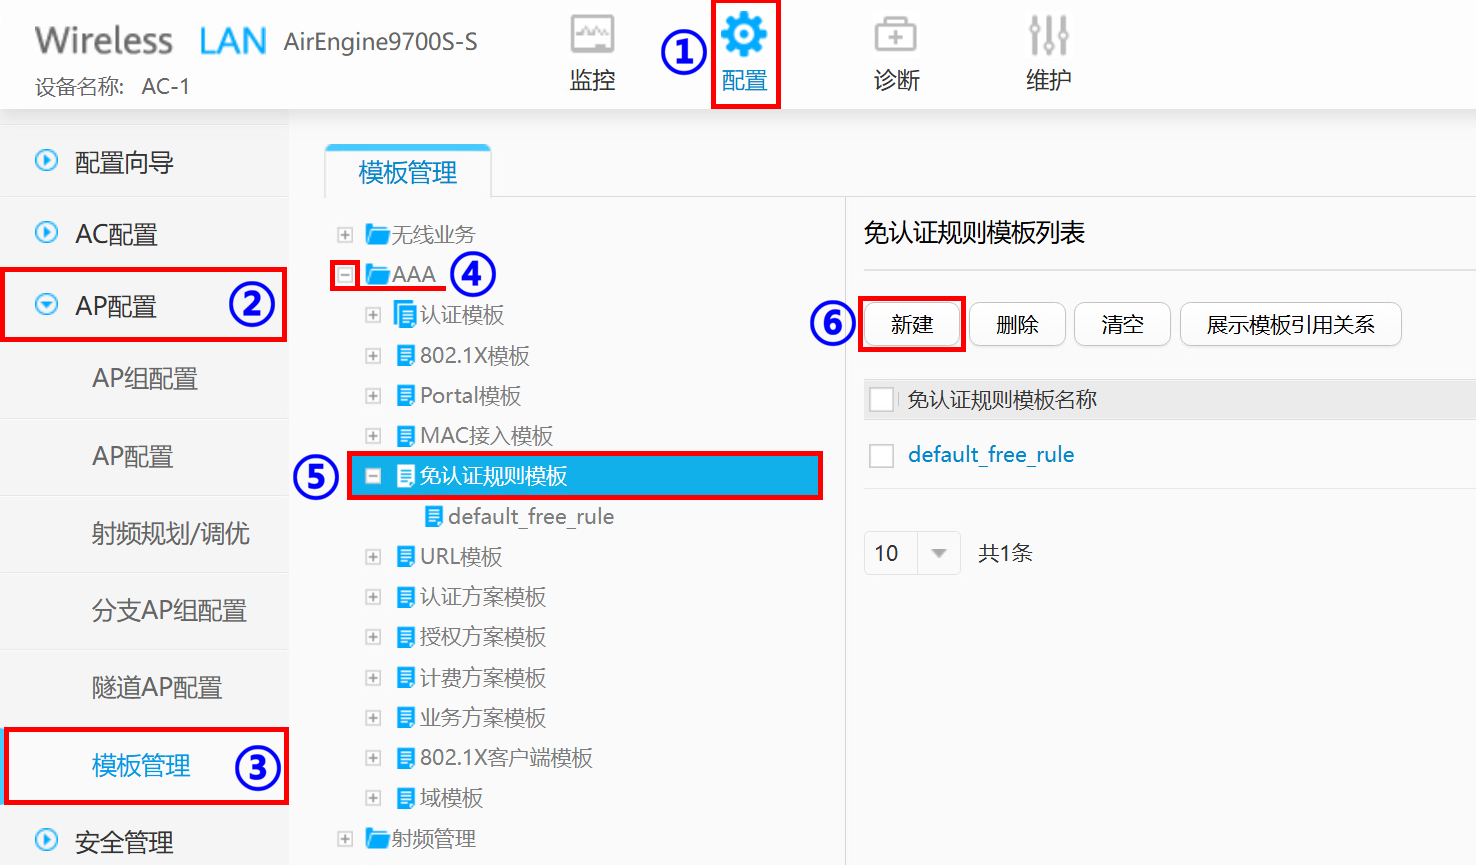 Wireless LAN AirEngine9700S-S
设备名称: AC-1
监控
① 配置
诊断
维护
配置向导
AC配置
AP配置 ②
AP组配置
AP配置
射频规划/调优
分支AP组配置
隧道AP配置
模板管理 ③
安全管理
模板管理
无线业务
AAA ④
认证模板
802.1X模板
Portal模板
MAC接入模板
⑤ 免认证规则模板
default_free_rule
URL模板
认证方案模板
授权方案模板
计费方案模板
业务方案模板
802.1X客户端模板
域模板
射频管理
免认证规则模板列表
⑥ 新建 删除 清空 展示模板引用关系
免认证规则模板名称
default_free_rule
10 共1条